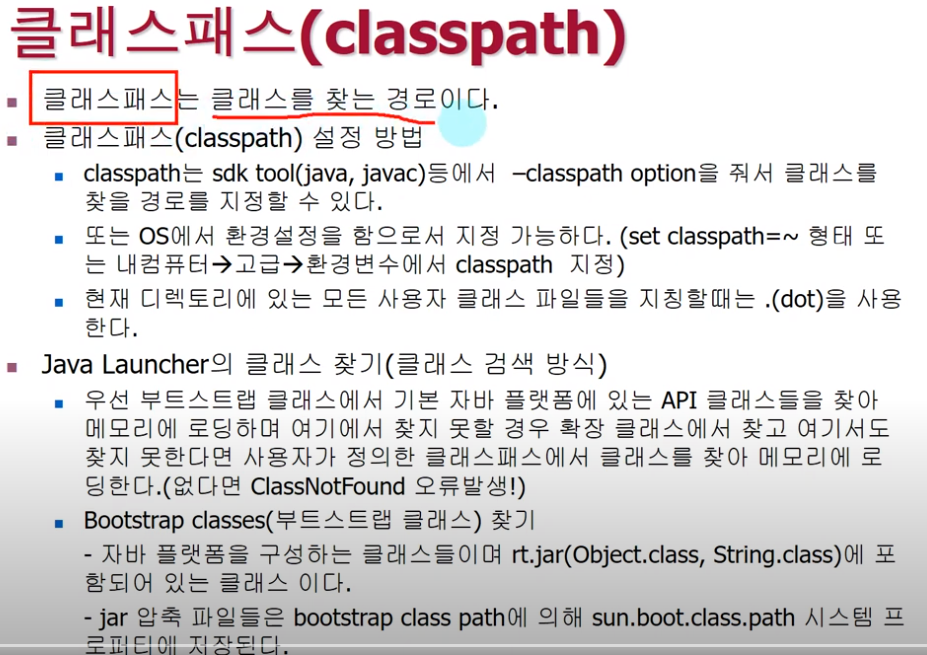 클래스패스(classpath)
클래스패스는 클래스를 찾는 경로이다.
클래스패스(classpath) 설정 방법
classpath는 sdk tool(java, javac)등에서 –classpath option을 줘서 클래스를
찾을 경로를 지정할 수 있다.
또는 OS에서 환경설정을 함으로서 지정 가능하다. (set classpath=~ 형태 또
는 내컴퓨터→고급→환경변수에서 classpath 지정)
현재 디렉토리에 있는 모든 사용자 클래스 파일들을 지칭할때는 .(dot)을 사용
한다.
Java Launcher의 클래스 찾기(클래스 검색 방식)
우선 부트스트랩 클래스에서 기본 자바 플랫폼에 있는 API 클래스들을 찾아
메모리에 로딩하며 여기에서 찾지 못할 경우 확장 클래스에서 찾고 여기서도
찾지 못한다면 사용자가 정의한 클래스패스에서 클래스를 찾아 메모리에 로
딩한다.(없다면 ClassNotFound 오류발생!)
Bootstrap classes(부트스트랩 클래스) 찾기
- 자바 플랫폼을 구성하는 클래스들이며 rt.jar(Object.class, String.class)에 포
함되어 있는 클래스 이다.
- jar 압축 파일들은 bootstrap class path에 의해 sun.boot.class.path 시스템 프
로퍼티에 저장된다.